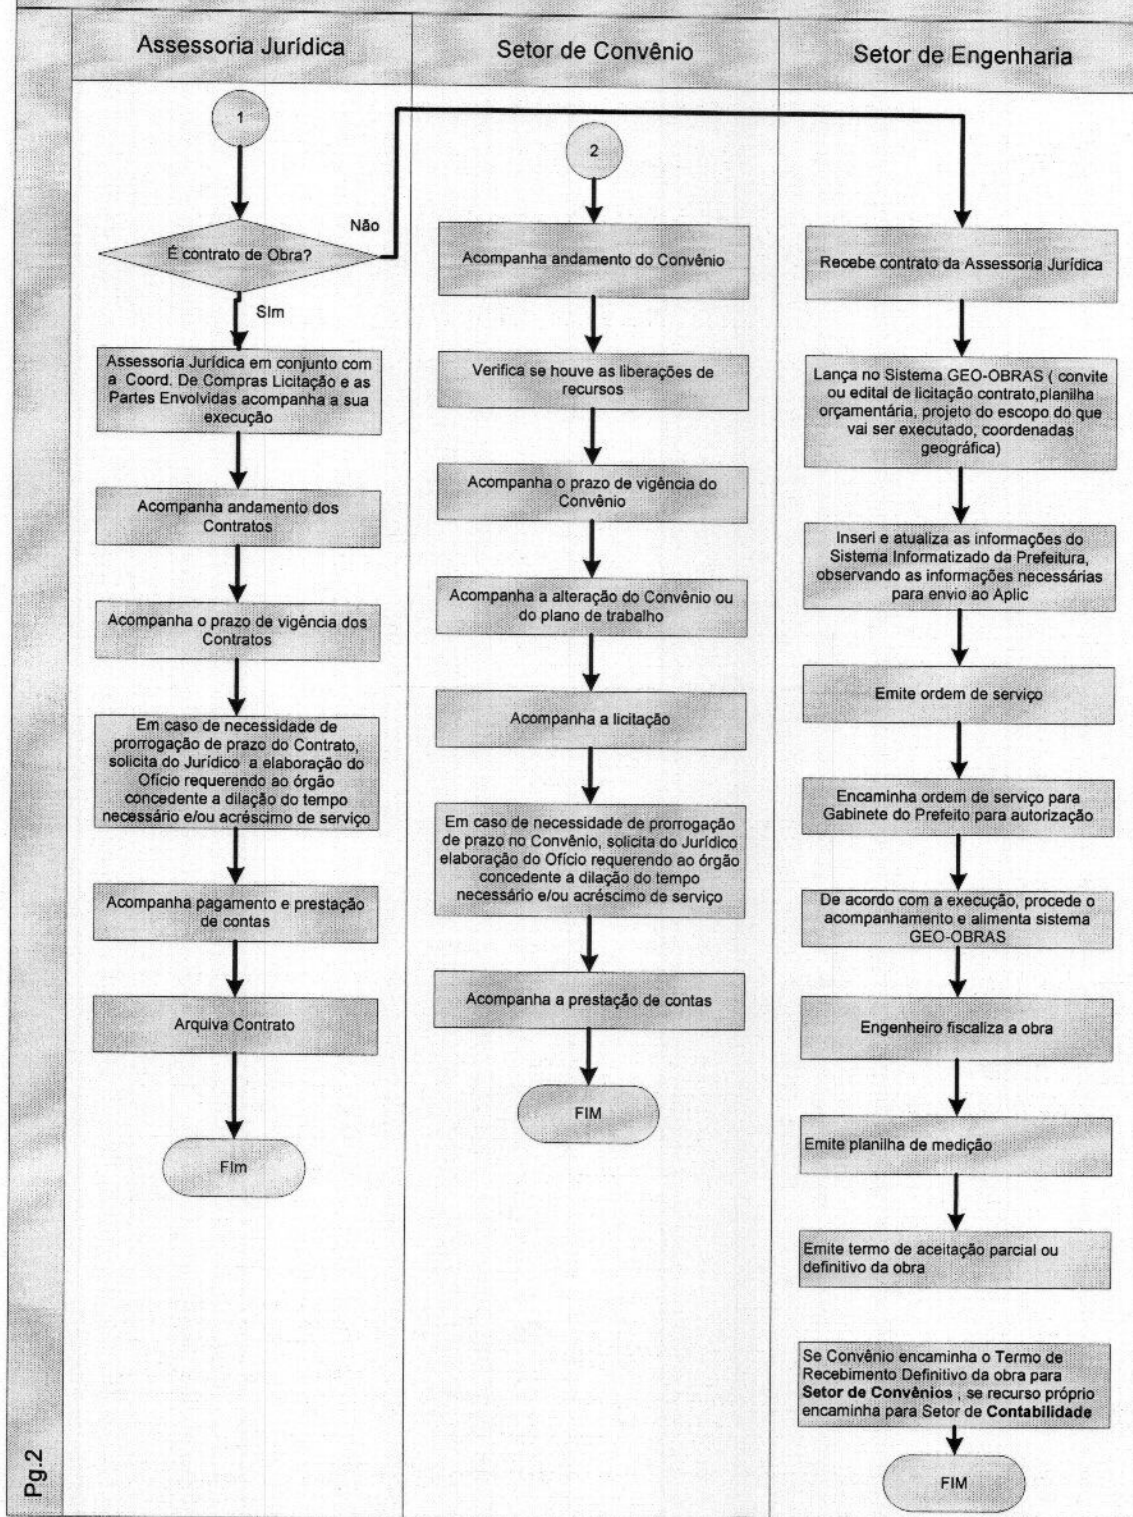 Assessoria Jurídica
Setor de Convênio
Setor de Engenharia
1
É contrato de Obra?
Não
SIm
Assessoria Jurídica em conjunto com
a Coord. De Compras Licitação e as
Partes Envolvidas acompanha a sua
execução
Acompanha andamento dos
Contratos
Acompanha o prazo de vigência dos
Contratos
Em caso de necessidade de
prorrogação de prazo do Contrato,
solicita do Jurídico a elaboração do
Ofício requerendo ao órgão
concedente a dilação do tempo
necessário e/ou acréscimo de serviço
Acompanha pagamento e prestação
de contas
Arquiva Contrato
FIm
2
Acompanha andamento do Convênio
Verifica se houve as liberações de
recursos
Acompanha o prazo de vigência do
Convênio
Acompanha a alteração do Convênio ou
do plano de trabalho
Acompanha a licitação
Em caso de necessidade de prorrogação
de prazo no Convênio, solicita do Jurídico
elaboração do Ofício requerendo ao órgão
concedente a dilação do tempo
necessário e/ou acréscimo de serviço
Acompanha a prestação de contas
FIM
Recebe contrato da Assessoria Jurídica
Lança no Sistema GEO-OBRAS ( convite
ou edital de licitação contrato,planilha
orçamentária, projeto do escopo do que
vai ser executado, coordenadas
geográfica)
Inseri e atualiza as informações do
Sistema Informatizado da Prefeitura,
observando as informações necessárias
para envio ao Aplic
Emite ordem de serviço
Encaminha ordem de serviço para
Gabinete do Prefeito para autorização
De acordo com a execução, procede o
acompanhamento e alimenta sistema
GEO-OBRAS
Engenheiro fiscaliza a obra
Emite planilha de medição
Emite termo de aceitação parcial ou
definitivo da obra
Se Convênio encaminha o Termo de
Recebimento Definitivo da obra para
Setor de Convênios , se recurso próprio
encaminha para Setor de Contabilidade
FIM
Pg.2